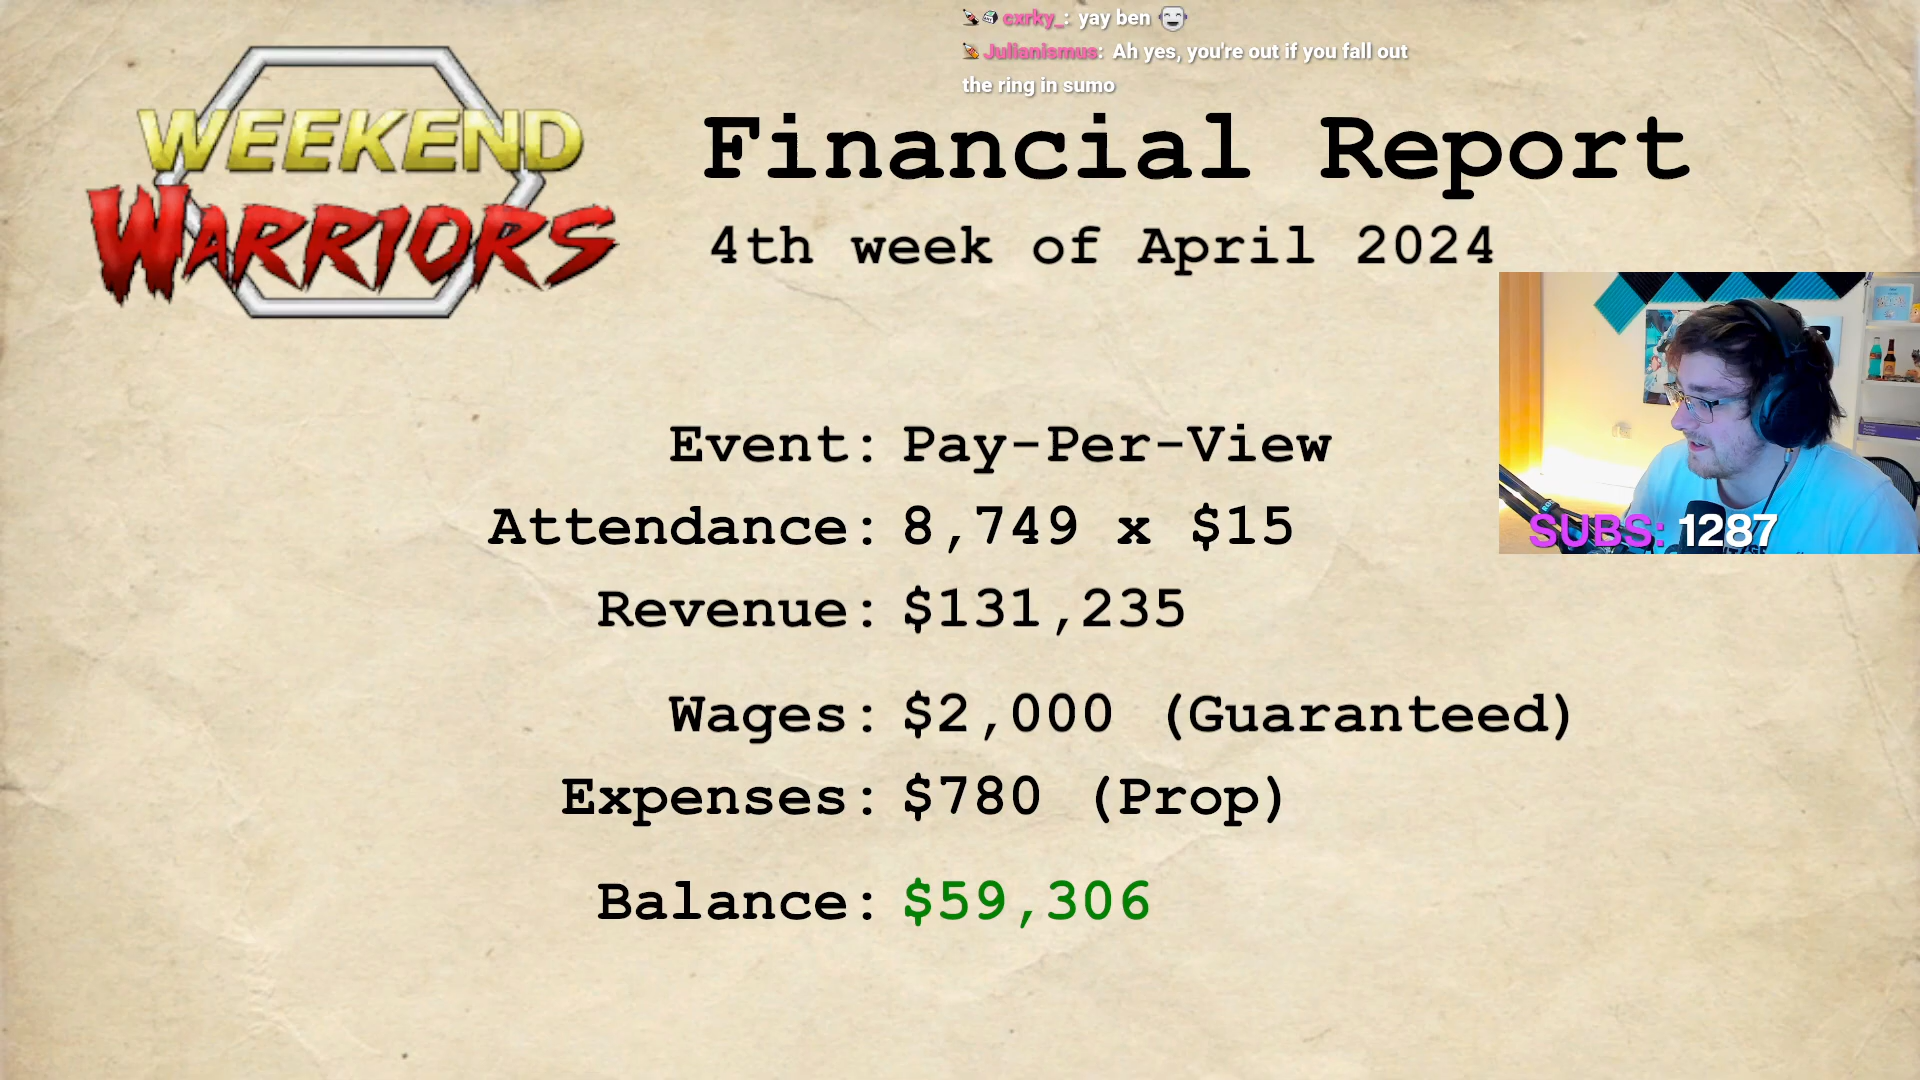 cxrky_: yay ben
Julianismus: Ah yes, you're out if you fall out
the ring in sumo
WEEKEND
WARRIORS
Financial Report
4th week of April 2024
Event: Pay-Per-View
Attendance: 8,749 x $15
Revenue: $131,235
SUBS: 1287
Wages: $2,000 (Guaranteed)
Expenses: $780 (Prop)
Balance: $59,306